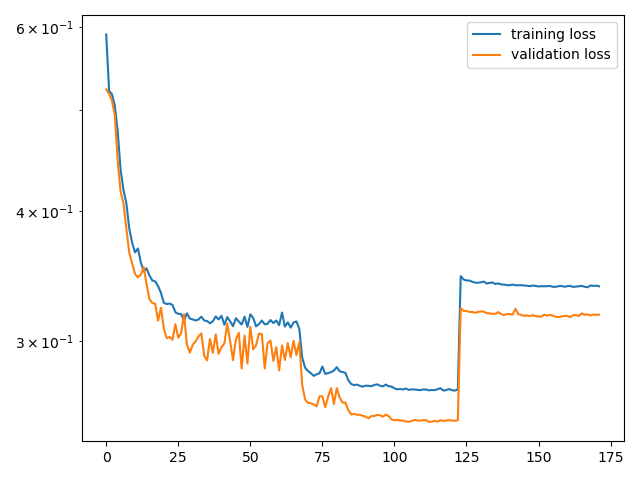 6 × 10⁻¹
4 × 10⁻¹
3 × 10⁻¹
training loss
validation loss
0 25 50 75 100 125 150 175